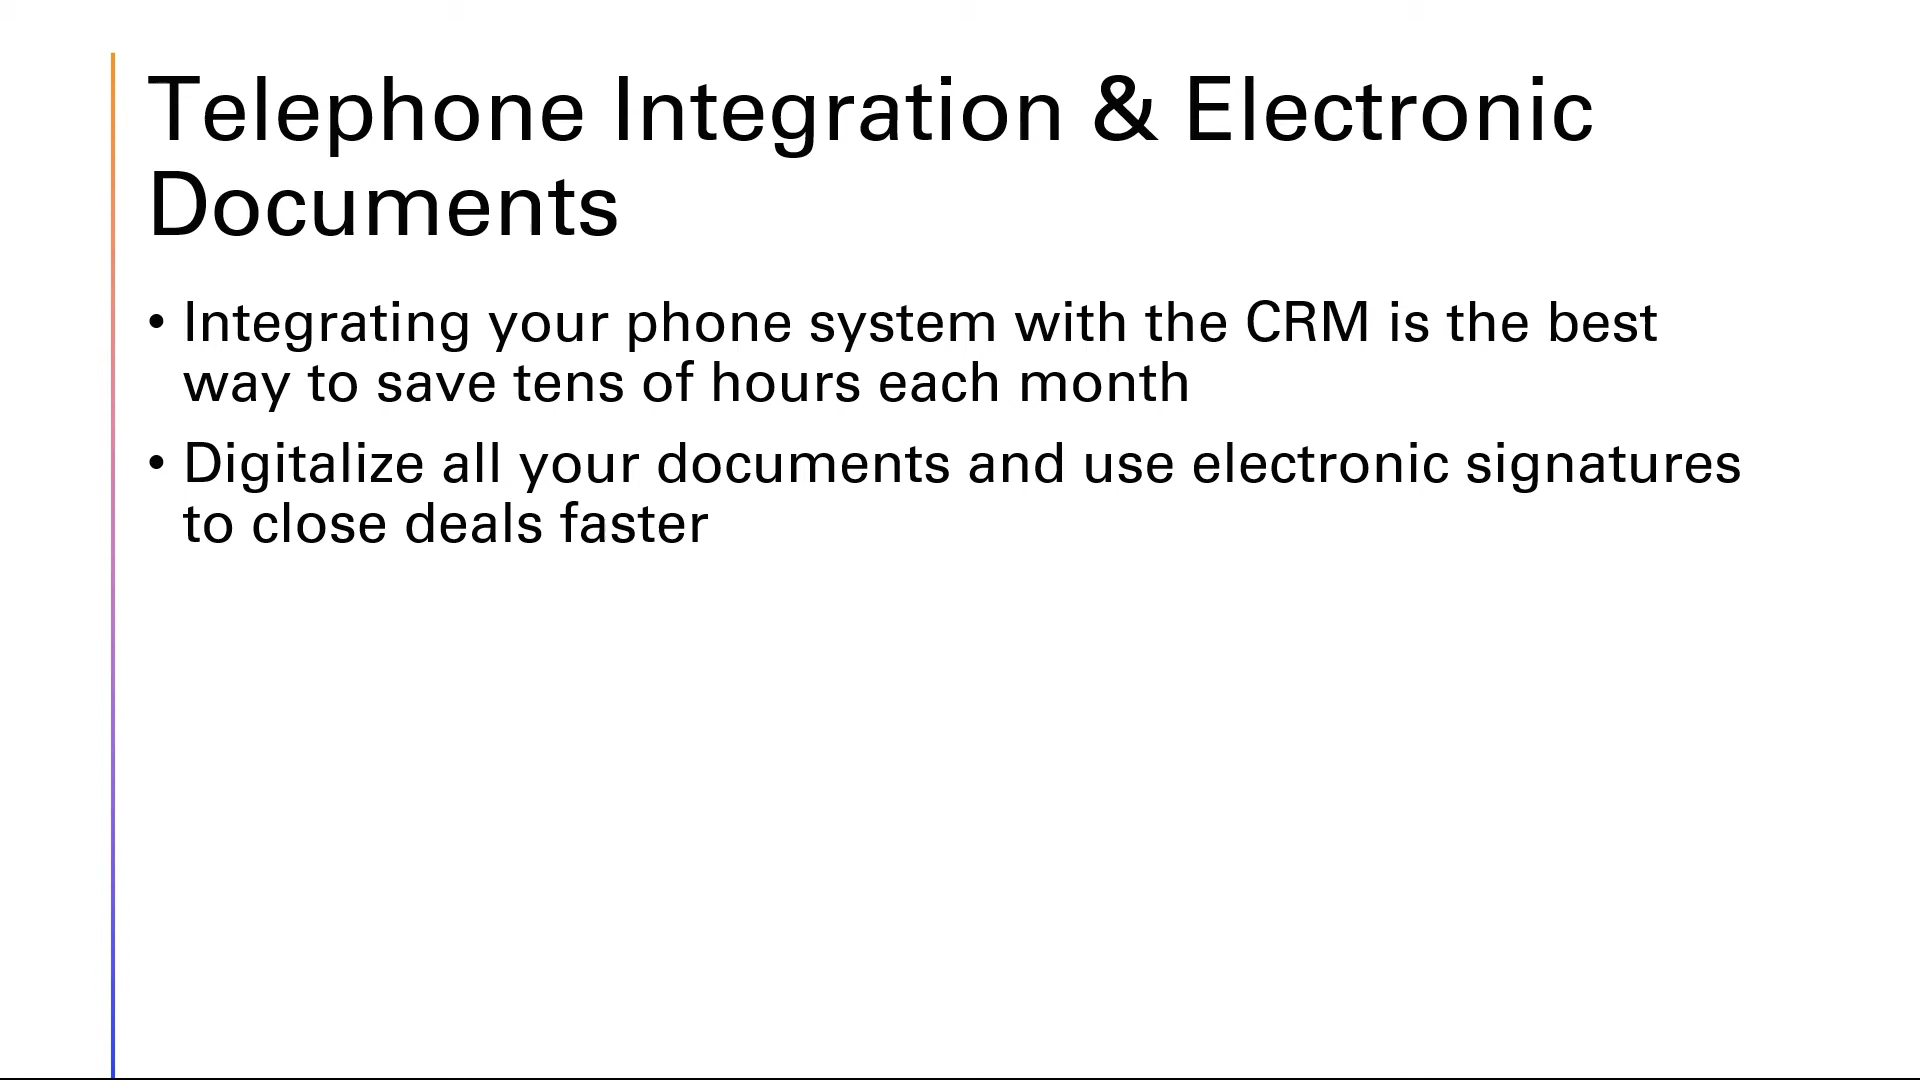 Telephone Integration & Electronic
Documents
• Integrating your phone system with the CRM is the best
way to save tens of hours each month
• Digitalize all your documents and use electronic signatures
to close deals faster